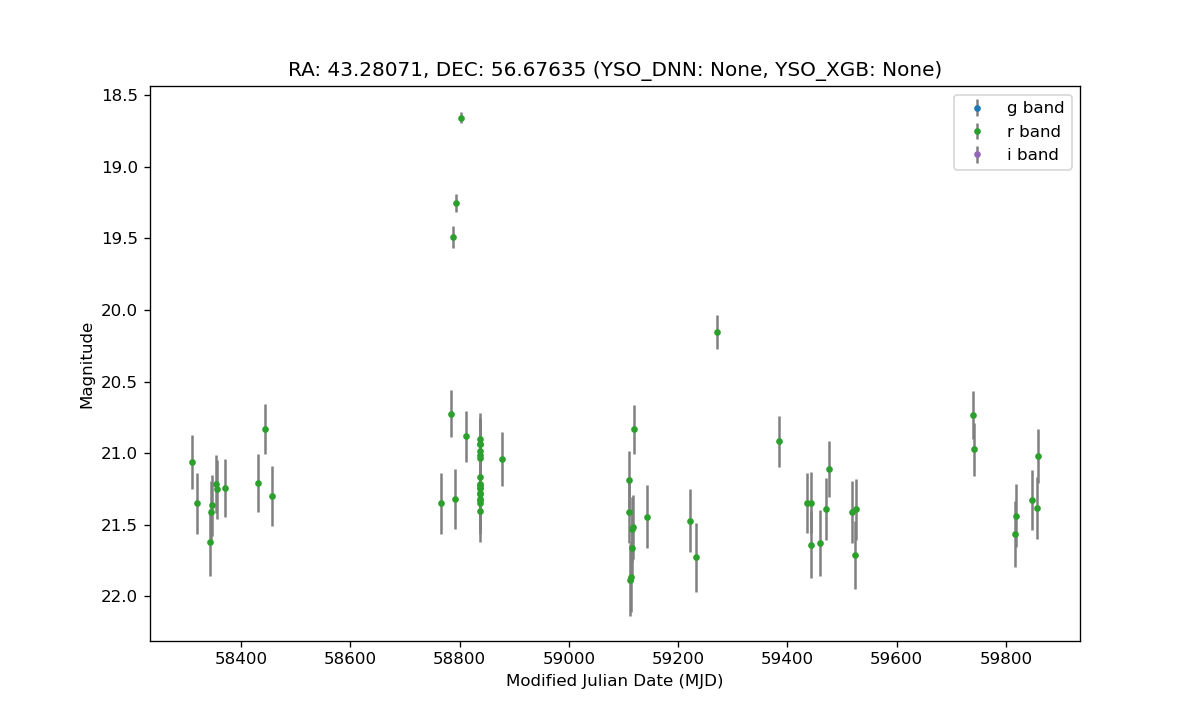 RA: 43.28071, DEC: 56.67635 (YSO_DNN: None, YSO_XGB: None)
g band
r band
i band
Magnitude
18.5
19.0
19.5
20.0
20.5
21.0
21.5
22.0
58400 58600 58800 59000 59200 59400 59600 59800
Modified Julian Date (MJD)